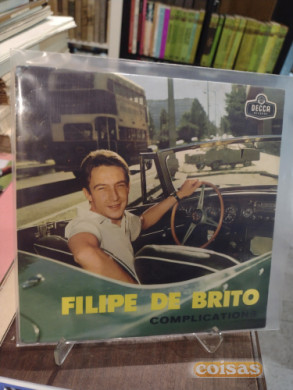 DECCA
FILIPE DE BRITO
COMPLICATIONS
coisas